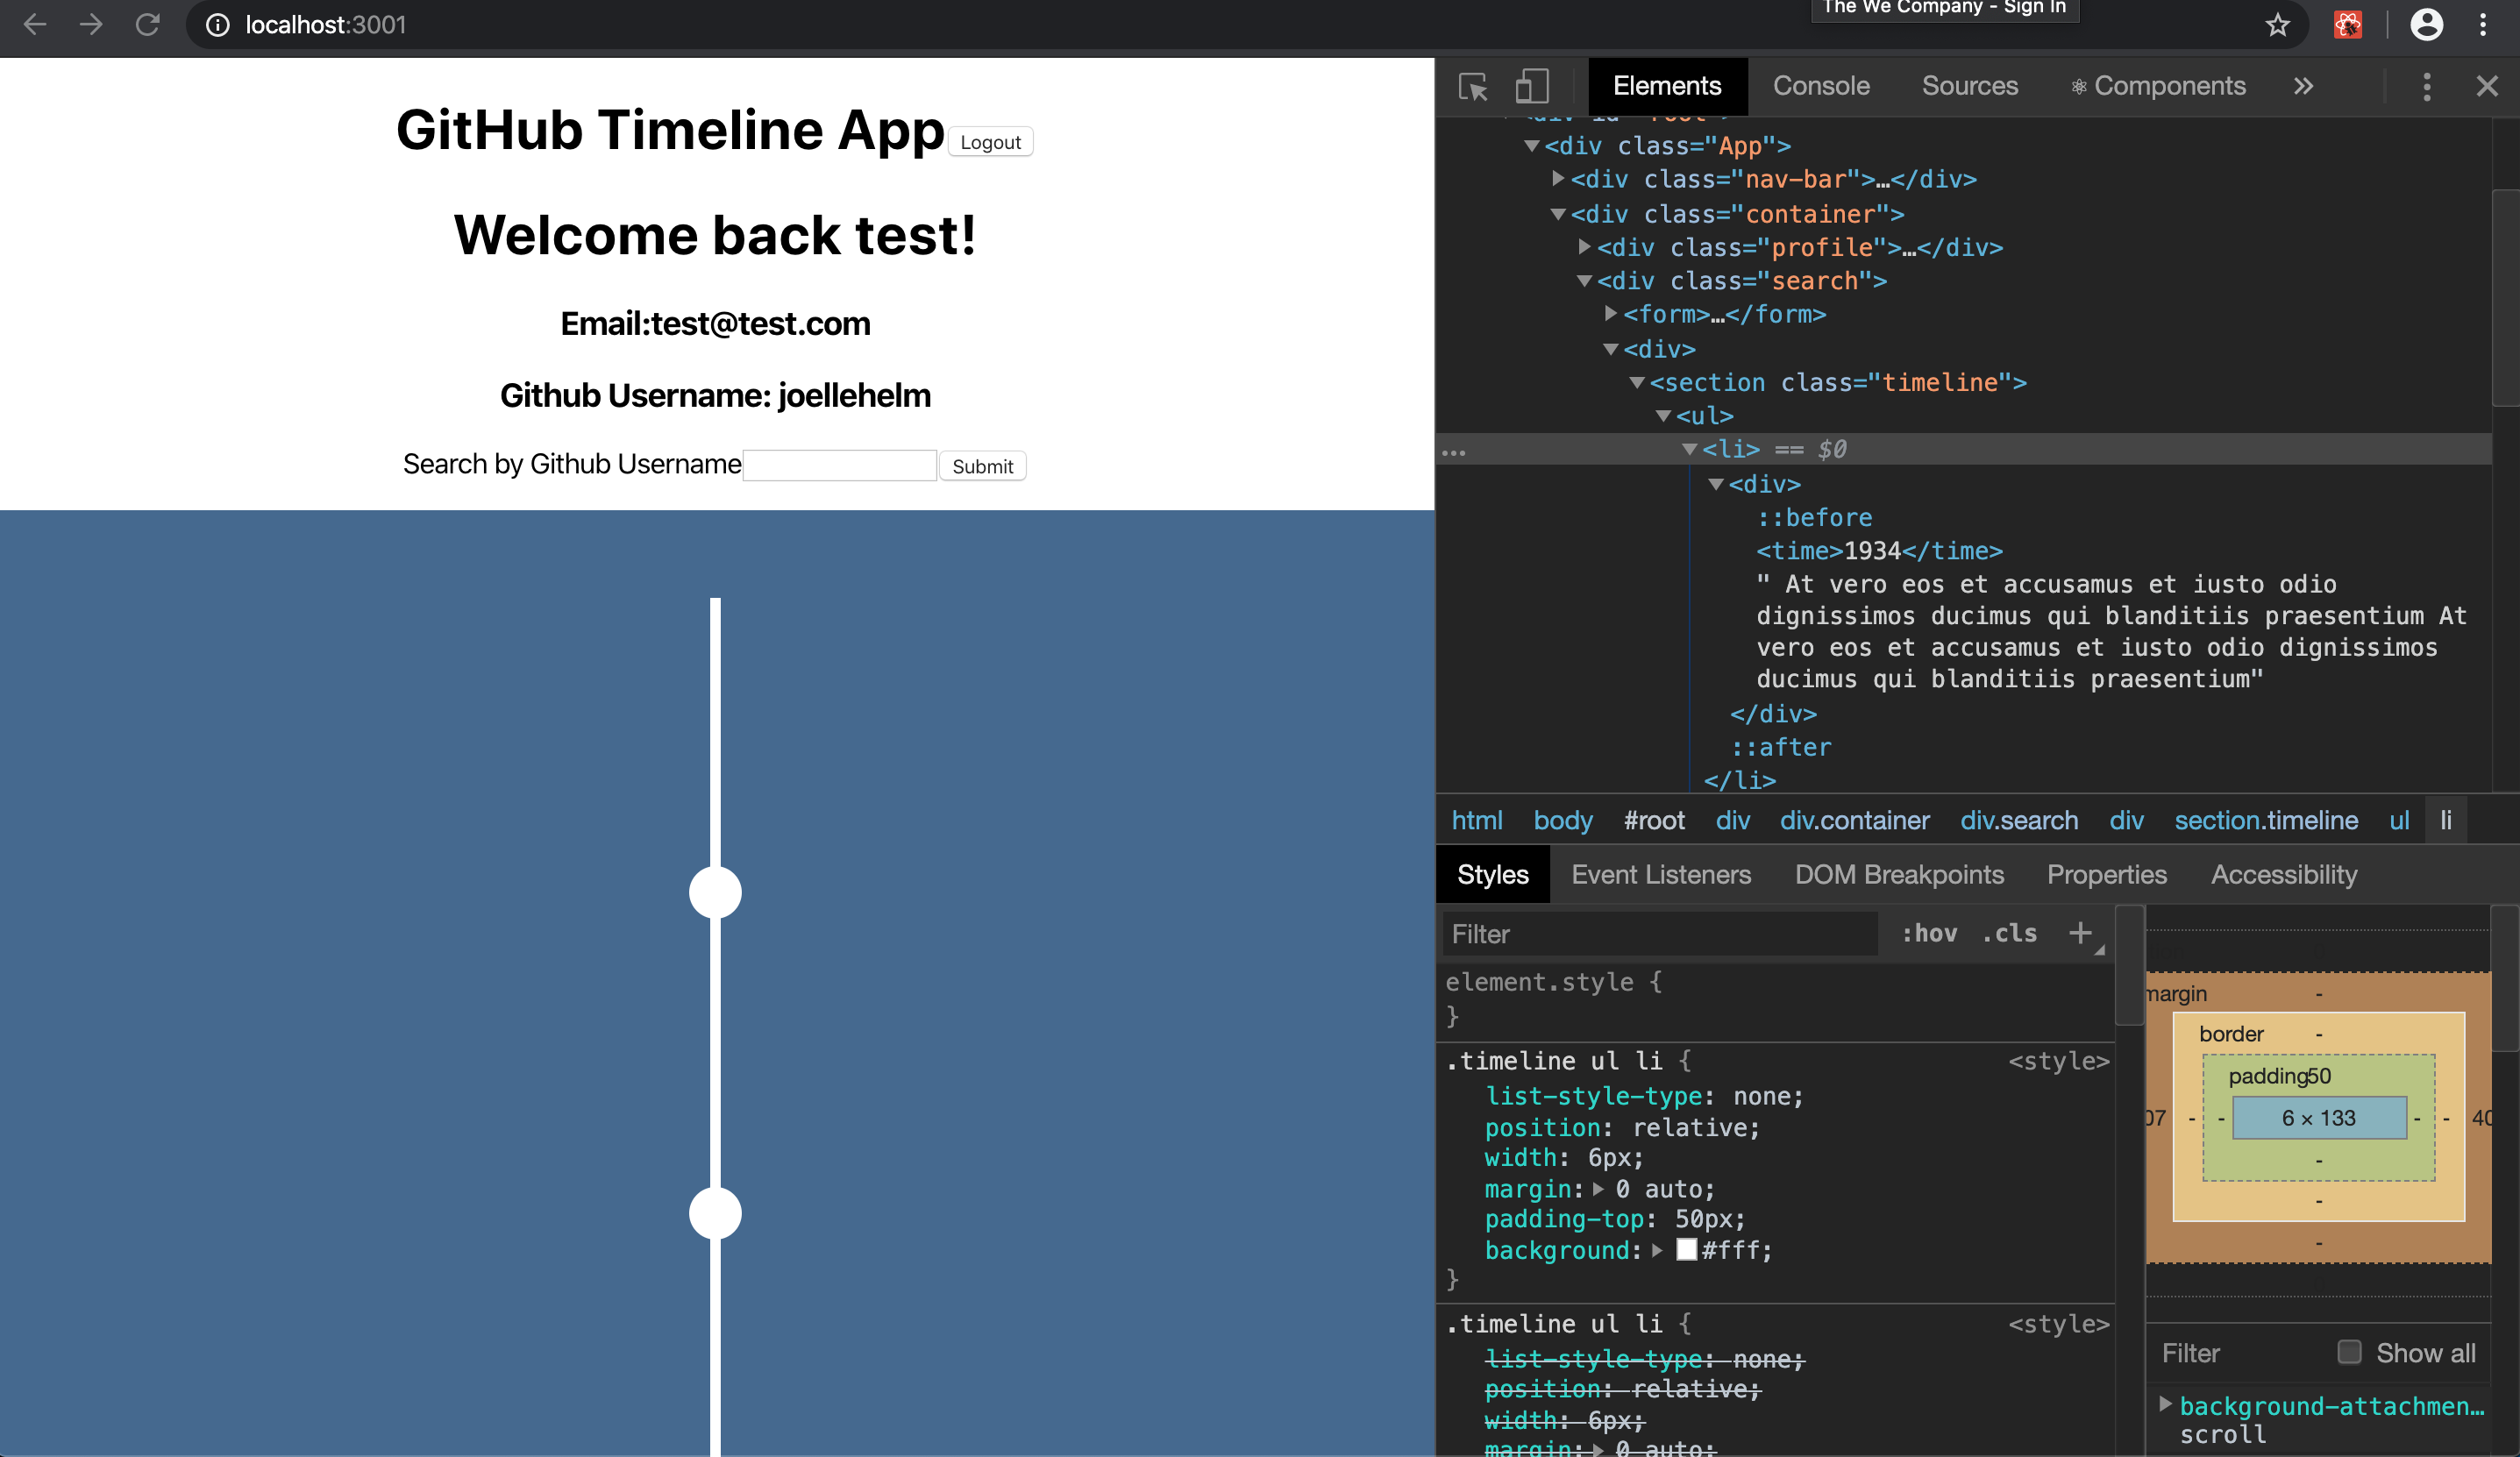 The We Company - Sign In
localhost:3001
GitHub Timeline App
Logout
Welcome back test!
Email:test@test.com
Github Username: joellehelm
Search by Github Username
Submit
Elements
Console
Sources
Components
<div id="root">
<div class="App">
<div class="nav-bar">…</div>
<div class="container">
<div class="profile">…</div>
<div class="search">
<form>…</form>
<div>
<section class="timeline">
<ul>
… <li> == $0
<div>
::before
<time>1934</time>
" At vero eos et accusamus et iusto odio
dignissimos ducimus qui blanditiis praesentium At
vero eos et accusamus et iusto odio dignissimos
ducimus qui blanditiis praesentium"
</div>
::after
</li>
html body #root div div.container div.search div section.timeline ul li
Styles
Event Listeners
DOM Breakpoints
Properties
Accessibility
Filter
:hov .cls +
element.style {
}
.timeline ul li { <style>
list-style-type: none;
position: relative;
width: 6px;
margin: 0 auto;
padding-top: 50px;
background: #fff;
}
.timeline ul li { <style>
list-style-type: none;
position: relative;
width: 6px;
margin: 0 auto;
margin -
border -
padding50
07 - - 6 × 133 - - 40
-
-
-
Filter
Show all
background-attachmen…
scroll